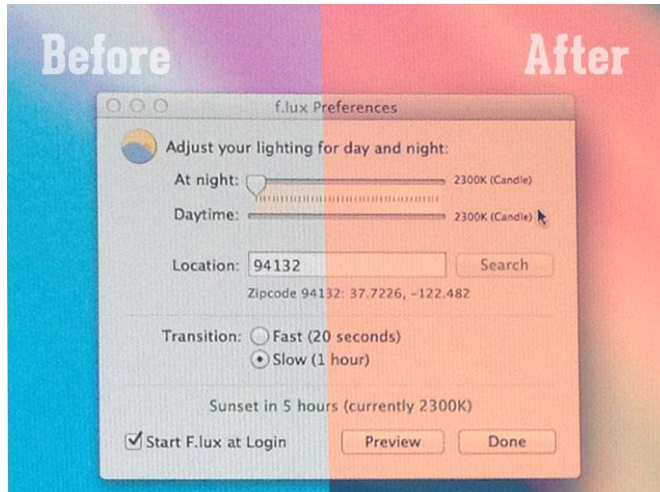 Before
After
f.lux Preferences
Adjust your lighting for day and night:
At night: 2300K (Candle)
Daytime: 2300K (Candle)
Location: 94132 Search
Zipcode 94132: 37.7226, -122.482
Transition: Fast (20 seconds)
Slow (1 hour)
Sunset in 5 hours (currently 2300K)
Start F.lux at Login Preview Done